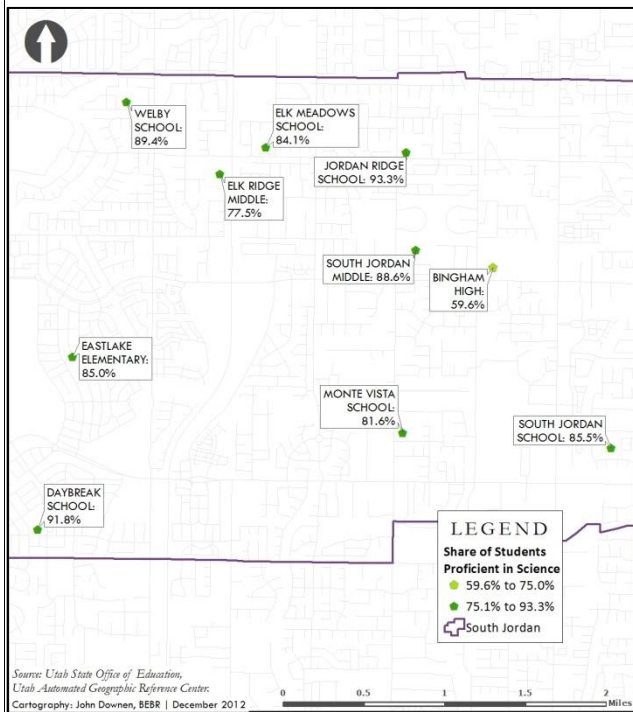 WELBY
SCHOOL:
89.4%
ELK MEADOWS
SCHOOL:
84.1%
JORDAN RIDGE
SCHOOL: 93.3%
ELK RIDGE
MIDDLE:
77.5%
SOUTH JORDAN
MIDDLE: 88.6%
BINGHAM
HIGH:
59.6%
EASTLAKE
ELEMENTARY:
85.0%
MONTE VISTA
SCHOOL:
81.6%
SOUTH JORDAN
SCHOOL: 85.5%
DAYBREAK
SCHOOL:
91.8%
LEGEND
Share of Students
Proficient in Science
59.6% to 75.0%
75.1% to 93.3%
South Jordan
Source: Utah State Office of Education,
Utah Automated Geographic Reference Center.
Cartography: John Downen, BEBR | December 2012
0 0.5 1 1.5 2
Miles